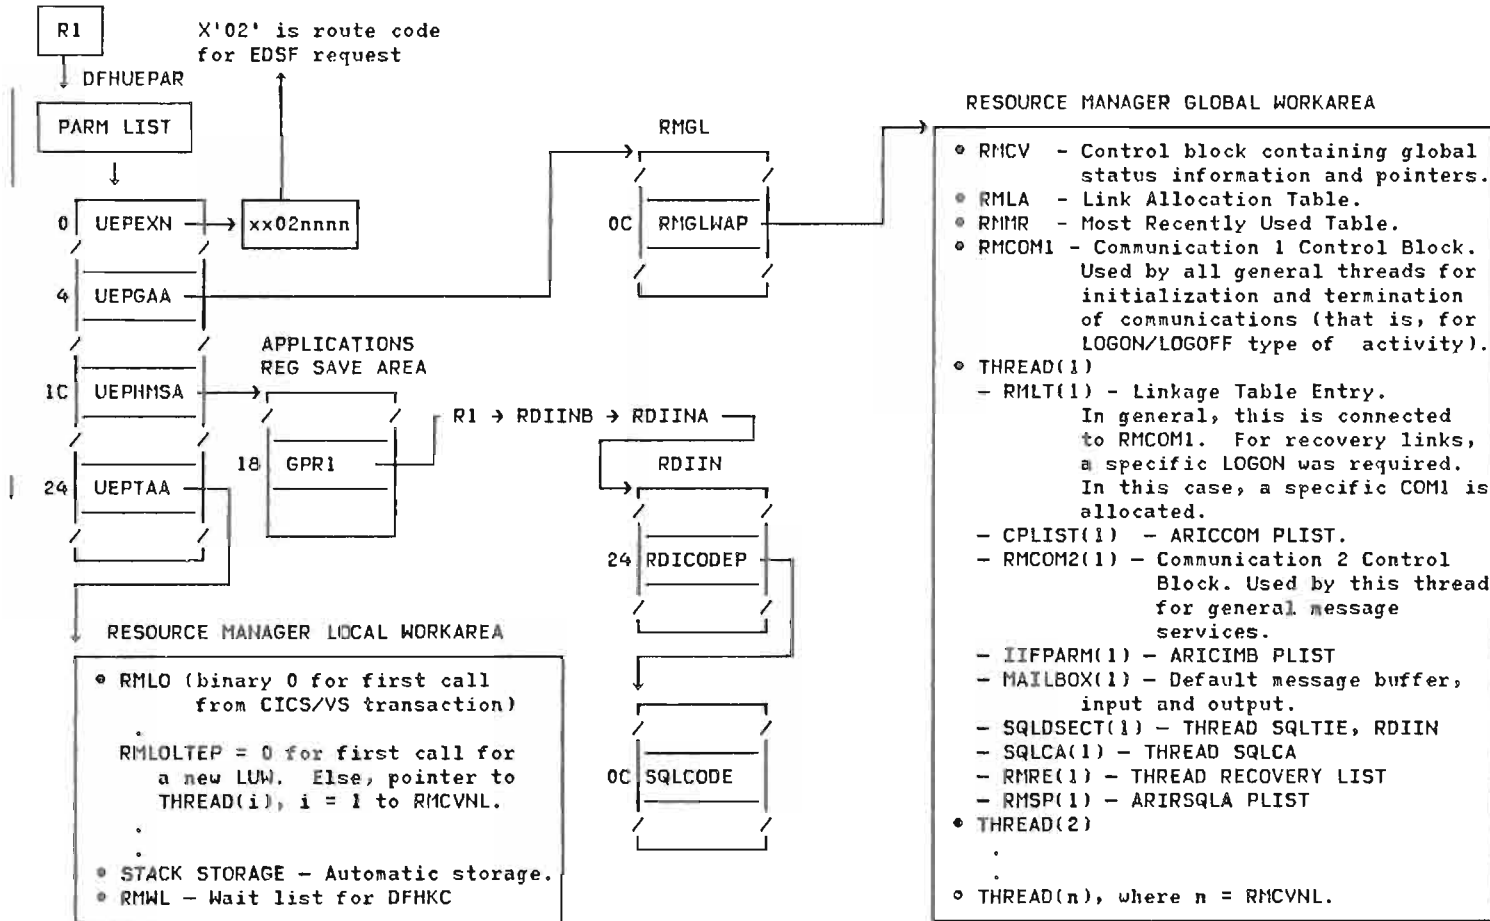 R1
X'02' is route code
for EDSF request
DFHUEPAR
PARM LIST
0 UEPEXN
xx02nnnn
4 UEPGAA
1C UEPHMSA
24 UEPTAA
APPLICATIONS
REG SAVE AREA
18 GPR1
R1 → RDIINB → RDIINA
RMGL
0C RMGLWAP
RDIIN
24 RDICODEP
0C SQLCODE
RESOURCE MANAGER LOCAL WORKAREA
• RMLO (binary 0 for first call
from CICS/VS transaction)
.
RMLOLTEP = 0 for first call for
a new LUW. Else, pointer to
THREAD(i), i = 1 to RMCVNL.
.
.
• STACK STORAGE - Automatic storage.
• RMWL - Wait list for DFHKC
RESOURCE MANAGER GLOBAL WORKAREA
• RMCV - Control block containing global
status information and pointers.
• RMLA - Link Allocation Table.
• RMMR - Most Recently Used Table.
• RMCOM1 - Communication 1 Control Block.
Used by all general threads for
initialization and termination
of communications (that is, for
LOGON/LOGOFF type of activity).
• THREAD(1)
- RMLT(1) - Linkage Table Entry.
In general, this is connected
to RMCOM1. For recovery links,
a specific LOGON was required.
In this case, a specific COM1 is
allocated.
- CPLIST(1) - ARICCOM PLIST.
- RMCOM2(1) - Communication 2 Control
Block. Used by this thread
for general message
services.
- IIFPARM(1) - ARICIMB PLIST
- MAILBOX(1) - Default message buffer,
input and output.
- SQLDSECT(1) - THREAD SQLTIE, RDIIN
- SQLCA(1) - THREAD SQLCA
- RMRE(1) - THREAD RECOVERY LIST
- RMSP(1) - ARIRSQLA PLIST
• THREAD(2)
.
.
• THREAD(n), where n = RMCVNL.